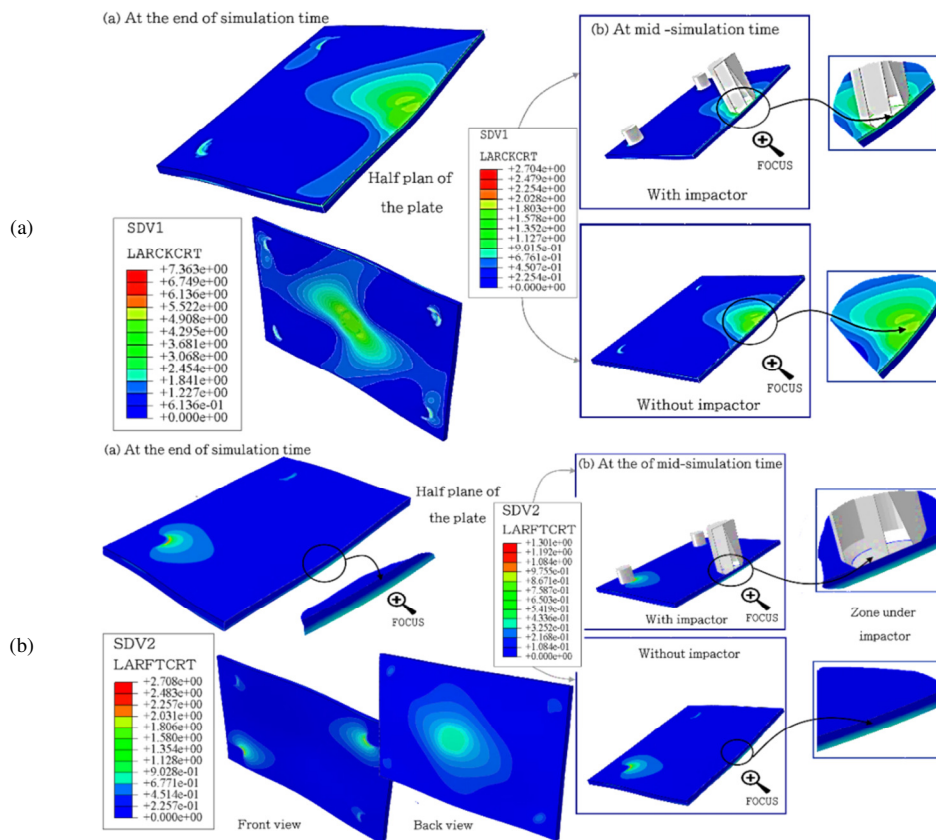 (a) At the end of simulation time
(b) At mid -simulation time
SDV1
LARCKCRT
+2.704e+00
+2.479e+00
+2.254e+00
+2.028e+00
+1.803e+00
+1.578e+00
+1.352e+00
+1.127e+00
+9.015e-01
+6.761e-01
+4.507e-01
+2.254e-01
+0.000e+00
Half plan of
the plate
FOCUS
With impactor
(a)
SDV1
LARCKCRT
+7.363e+00
+6.749e+00
+6.136e+00
+5.522e+00
+4.908e+00
+4.295e+00
+3.681e+00
+3.068e+00
+2.454e+00
+1.841e+00
+1.227e+00
+6.136e-01
+0.000e+00
FOCUS
Without impactor
(a) At the end of simulation time
(b) At the of mid-simulation time
Half plane of
the plate
SDV2
LARFTCRT
+1.301e+00
+1.192e+00
+1.084e+00
+9.755e-01
+8.671e-01
+7.587e-01
+6.503e-01
+5.419e-01
+4.336e-01
+3.252e-01
+2.168e-01
+1.084e-01
+0.000e+00
FOCUS
FOCUS
With impactor
Zone under
impactor
(b)
SDV2
LARFTCRT
+2.708e+00
+2.483e+00
+2.257e+00
+2.031e+00
+1.806e+00
+1.580e+00
+1.354e+00
+1.128e+00
+9.028e-01
+6.771e-01
+4.514e-01
+2.257e-01
+0.000e+00
Front view
Back view
Without impactor
FOCUS